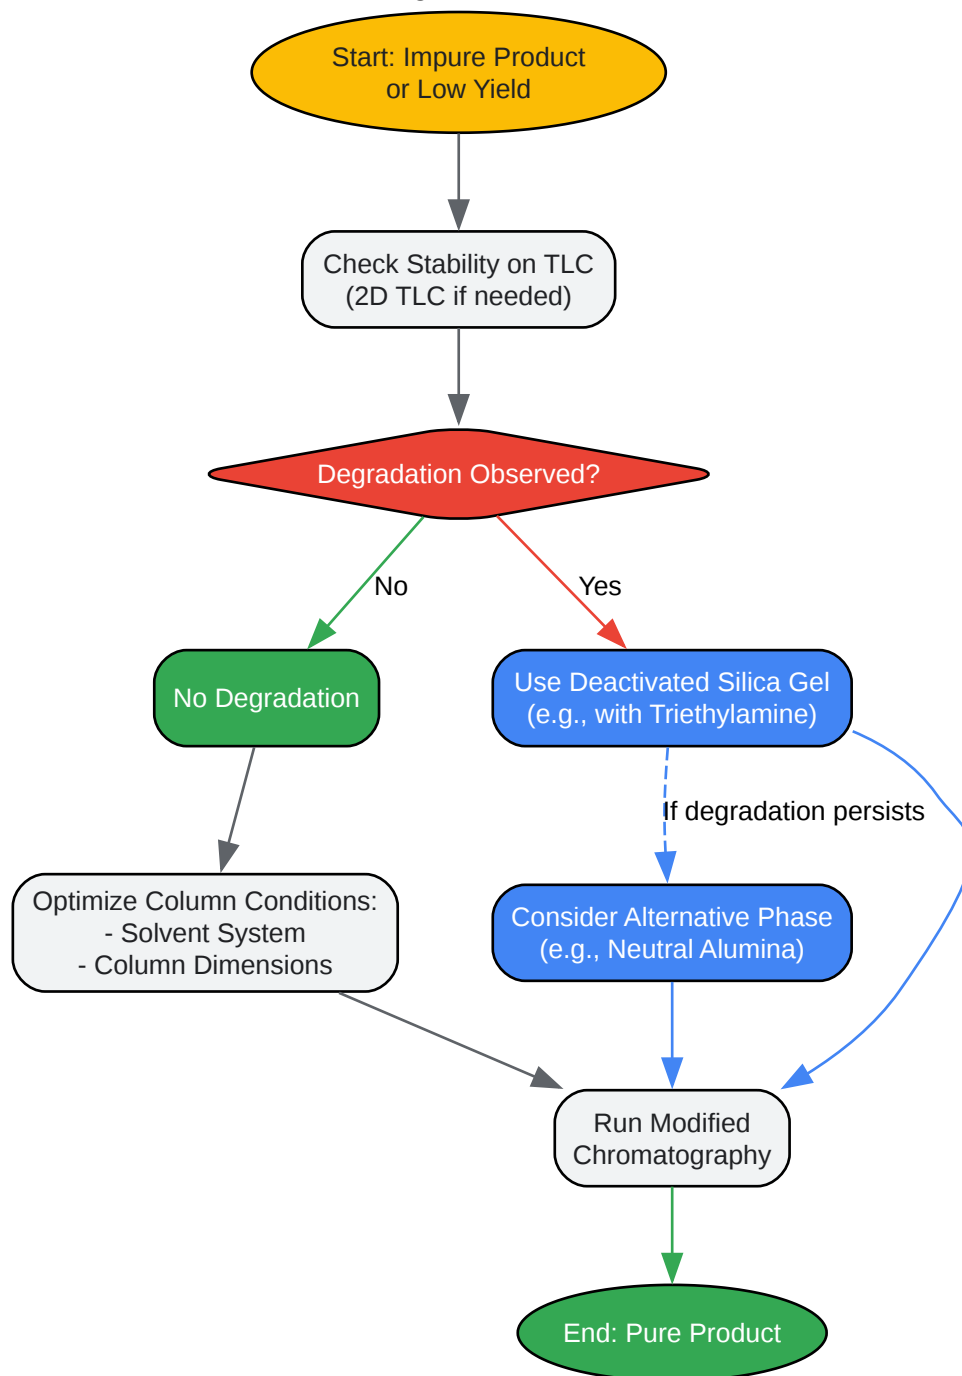 Start: Impure Product
or Low Yield
Check Stability on TLC
(2D TLC if needed)
Degradation Observed?
No
Yes
No Degradation
Use Deactivated Silica Gel
(e.g., with Triethylamine)
If degradation persists
Optimize Column Conditions:
- Solvent System
- Column Dimensions
Consider Alternative Phase
(e.g., Neutral Alumina)
Run Modified
Chromatography
End: Pure Product